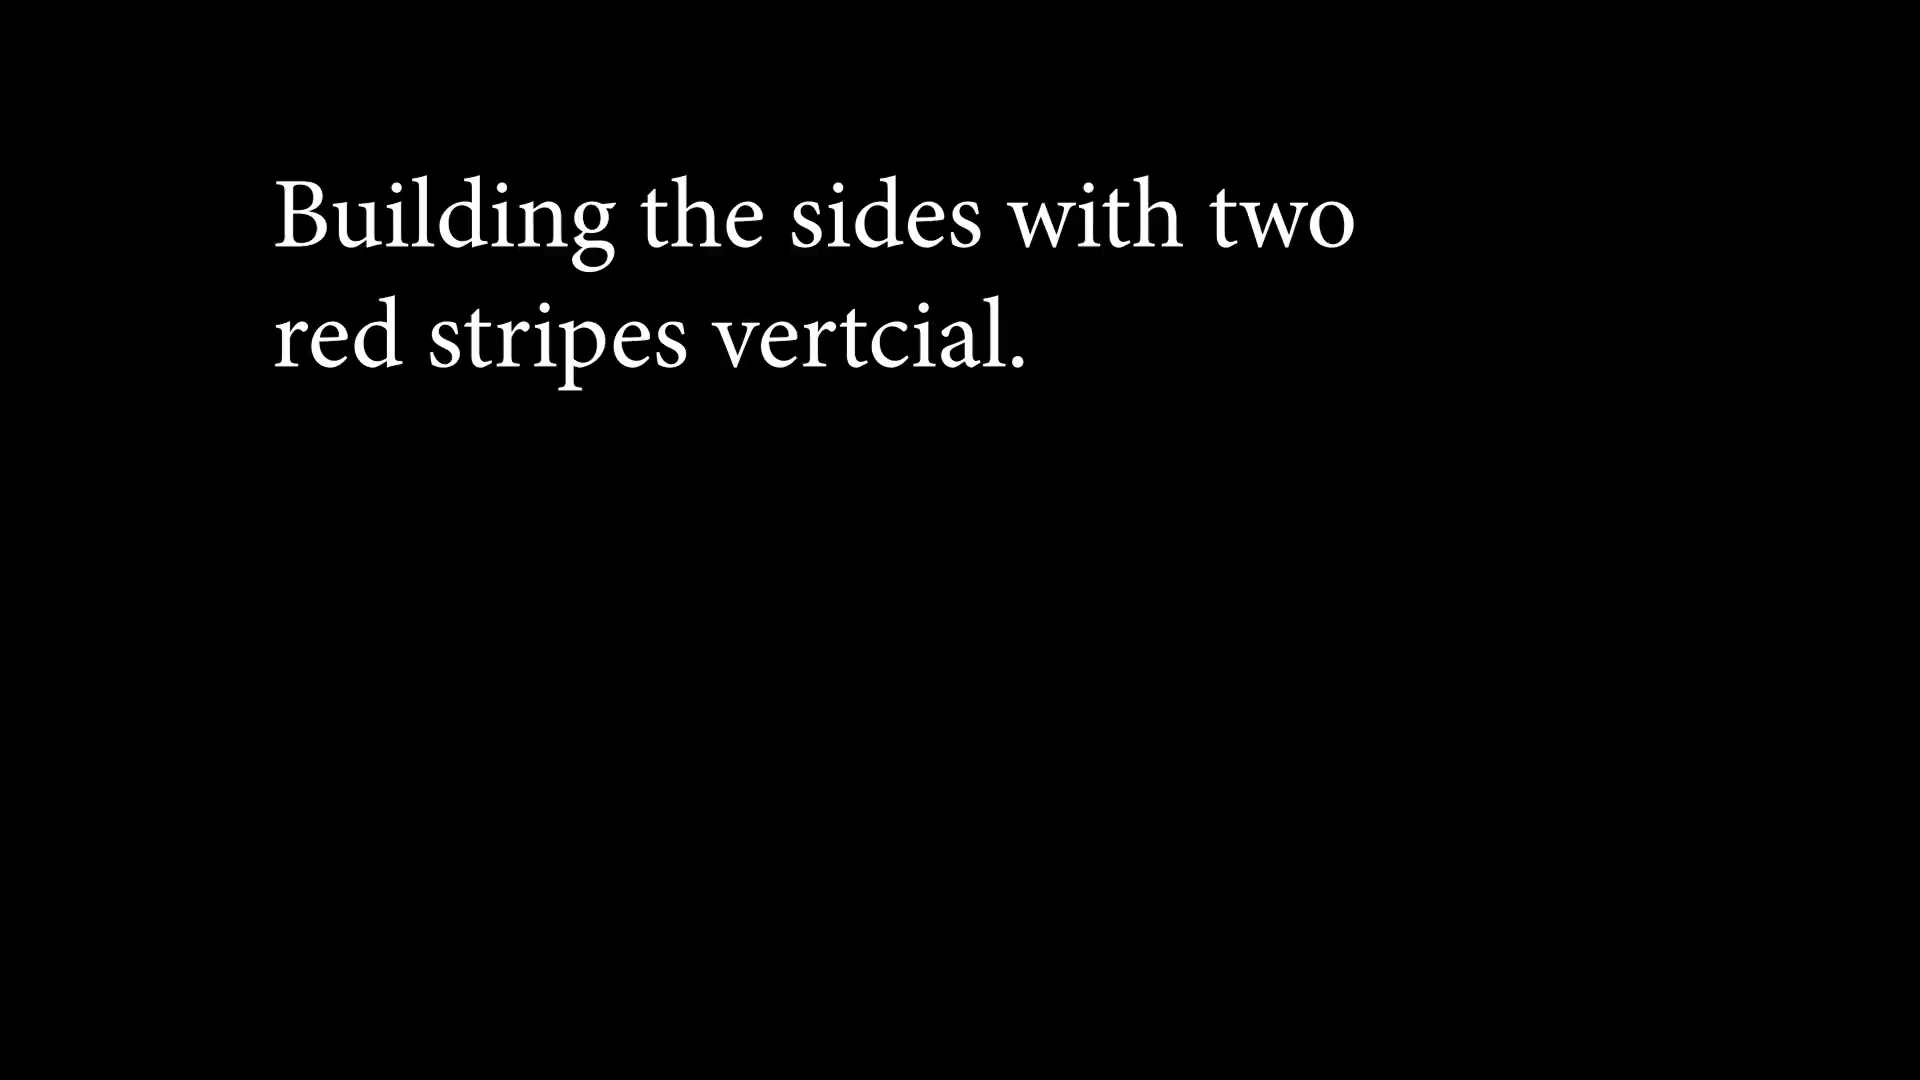 Building the sides with two
red stripes vertcial.